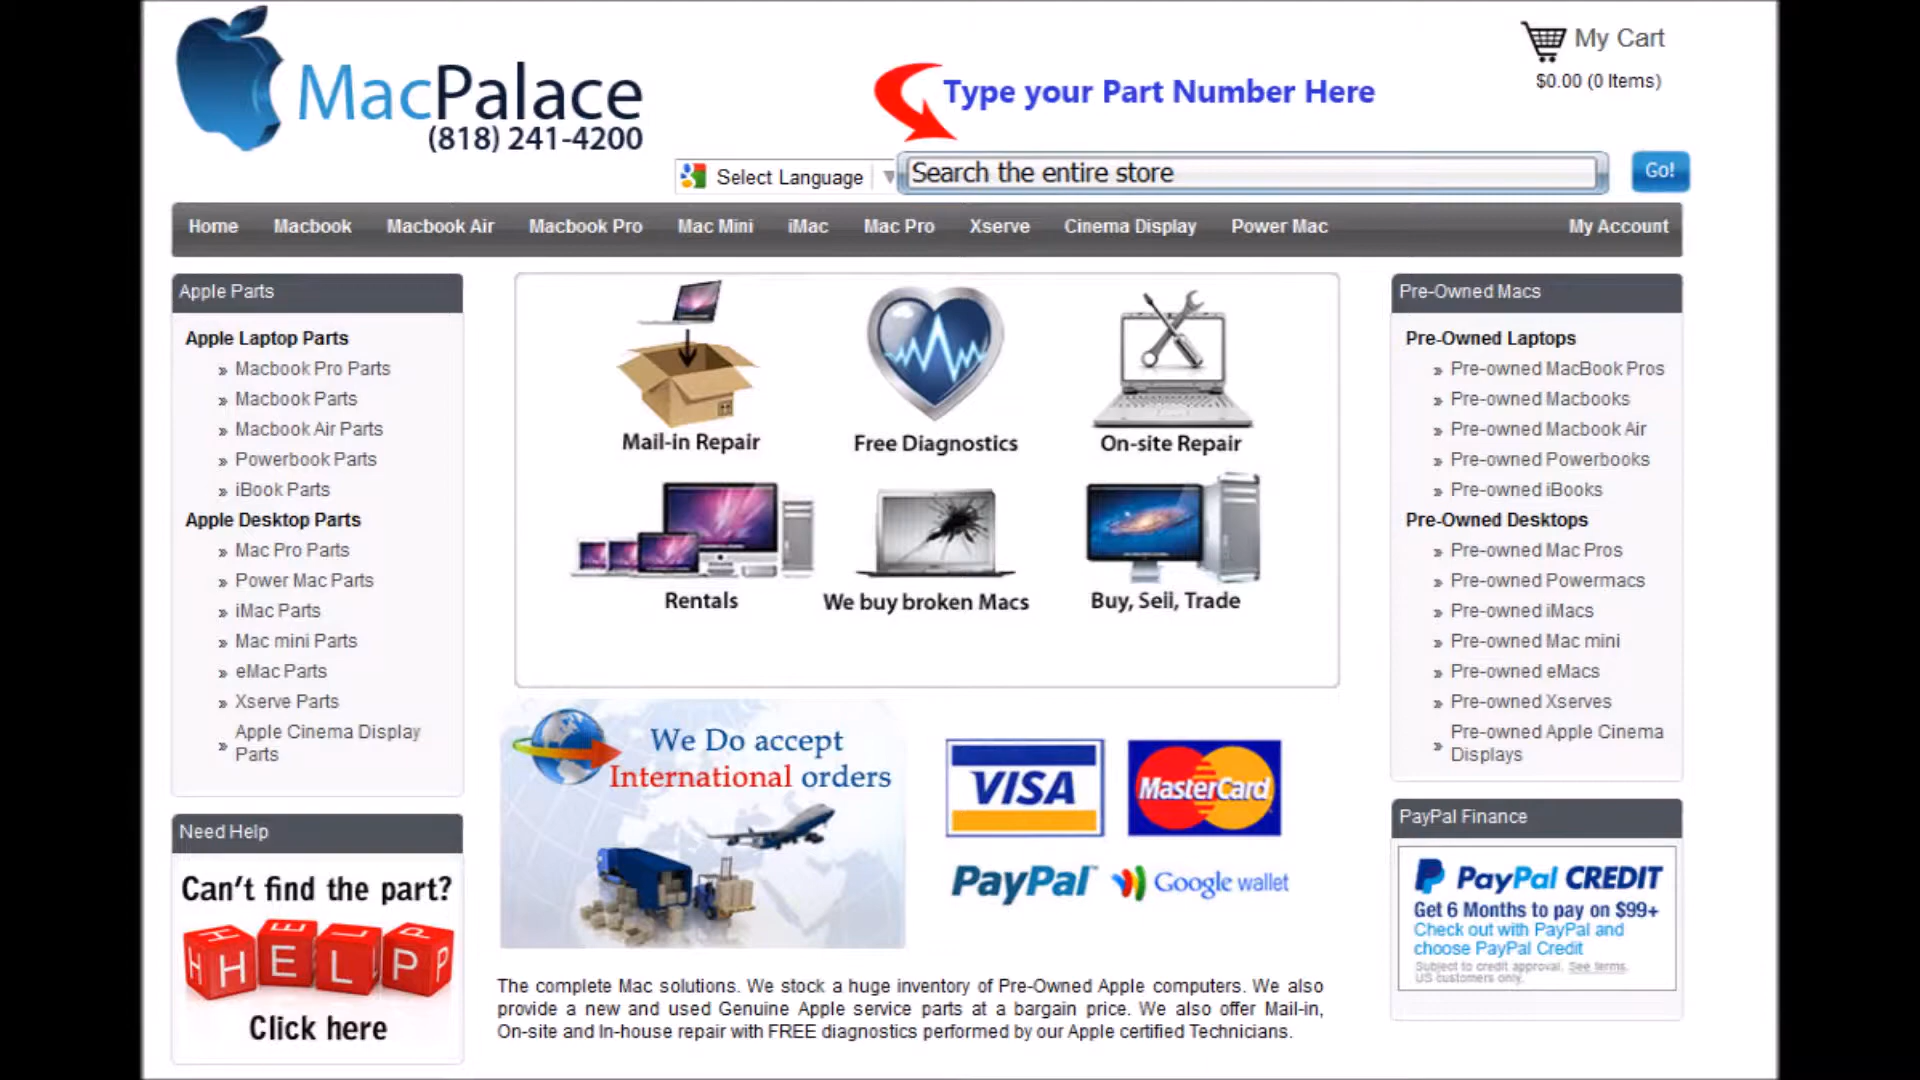 MacPalace
(818) 241-4200
Type your Part Number Here
My Cart
$0.00 (0 Items)
Select Language
Search the entire store
Go!
Home Macbook Macbook Air Macbook Pro Mac Mini iMac Mac Pro Xserve Cinema Display Power Mac My Account
Apple Parts
Apple Laptop Parts
» Macbook Pro Parts
» Macbook Parts
» Macbook Air Parts
» Powerbook Parts
» iBook Parts
Apple Desktop Parts
» Mac Pro Parts
» Power Mac Parts
» iMac Parts
» Mac mini Parts
» eMac Parts
» Xserve Parts
» Apple Cinema Display
Parts
Need Help
Can't find the part?
HELP
Click here
Mail-in Repair
Free Diagnostics
On-site Repair
Rentals
We buy broken Macs
Buy, Sell, Trade
We Do accept
International orders
VISA
MasterCard
PayPal
Google wallet
The complete Mac solutions. We stock a huge inventory of Pre-Owned Apple computers. We also
provide a new and used Genuine Apple service parts at a bargain price. We also offer Mail-in,
On-site and In-house repair with FREE diagnostics performed by our Apple certified Technicians.
Pre-Owned Macs
Pre-Owned Laptops
» Pre-owned MacBook Pros
» Pre-owned Macbooks
» Pre-owned Macbook Air
» Pre-owned Powerbooks
» Pre-owned iBooks
Pre-Owned Desktops
» Pre-owned Mac Pros
» Pre-owned Powermacs
» Pre-owned iMacs
» Pre-owned Mac mini
» Pre-owned eMacs
» Pre-owned Xserves
» Pre-owned Apple Cinema
Displays
PayPal Finance
PayPal CREDIT
Get 6 Months to pay on $99+
Check out with PayPal and
choose PayPal Credit
Subject to credit approval. See terms.
US customers only.